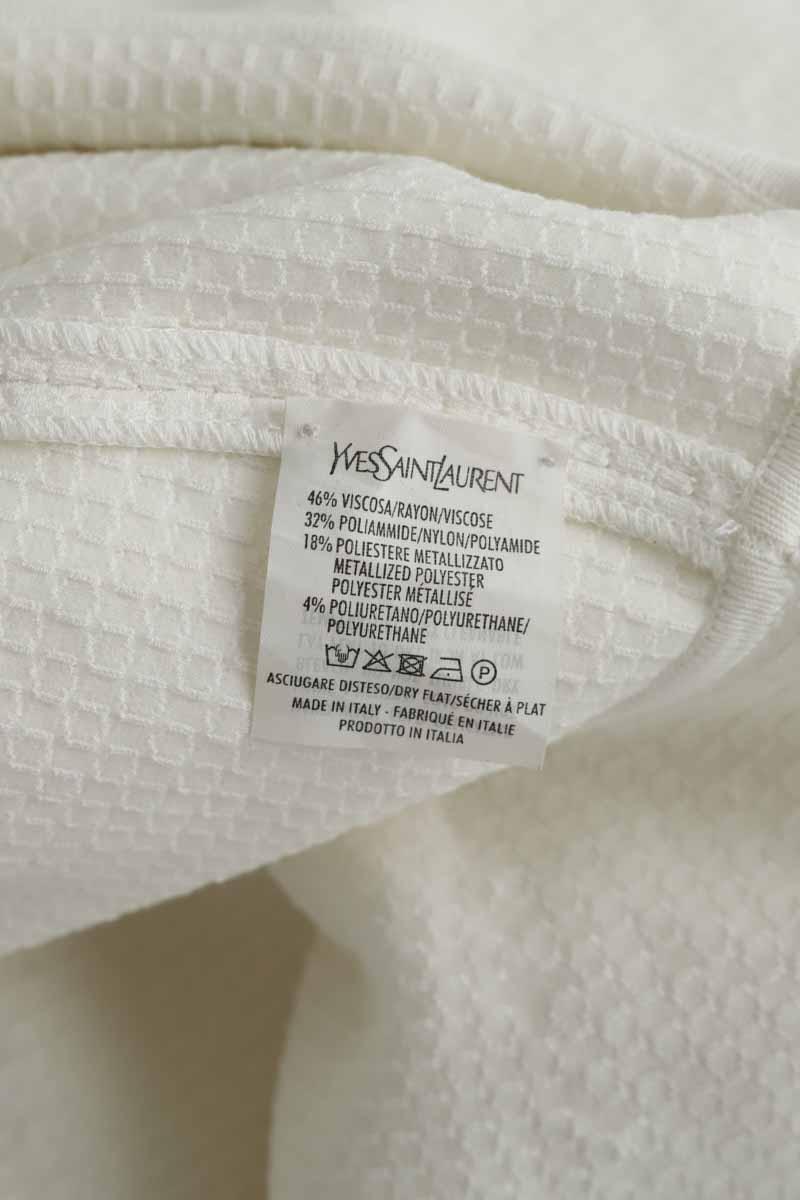 YVESSAINTLAURENT
46% VISCOSA/RAYON/VISCOSE
32% POLIAMMIDE/NYLON/POLYAMIDE
18% POLIESTERE METALLIZZATO
METALLIZED POLYESTER
POLYESTER MÉTALLISÉ
4% POLIURETANO/POLYURETHANE/
POLYURETHANE
P
ASCIUGARE DISTESO/DRY FLAT/SÉCHER À PLAT
MADE IN ITALY - FABRIQUÉ EN ITALIE
PRODOTTO IN ITALIA